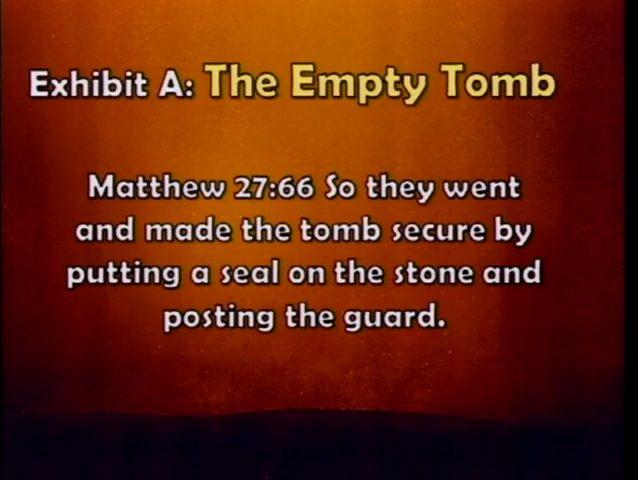 Exhibit A: The Empty Tomb
Matthew 27:66 So they went
and made the tomb secure by
putting a seal on the stone and
posting the guard.